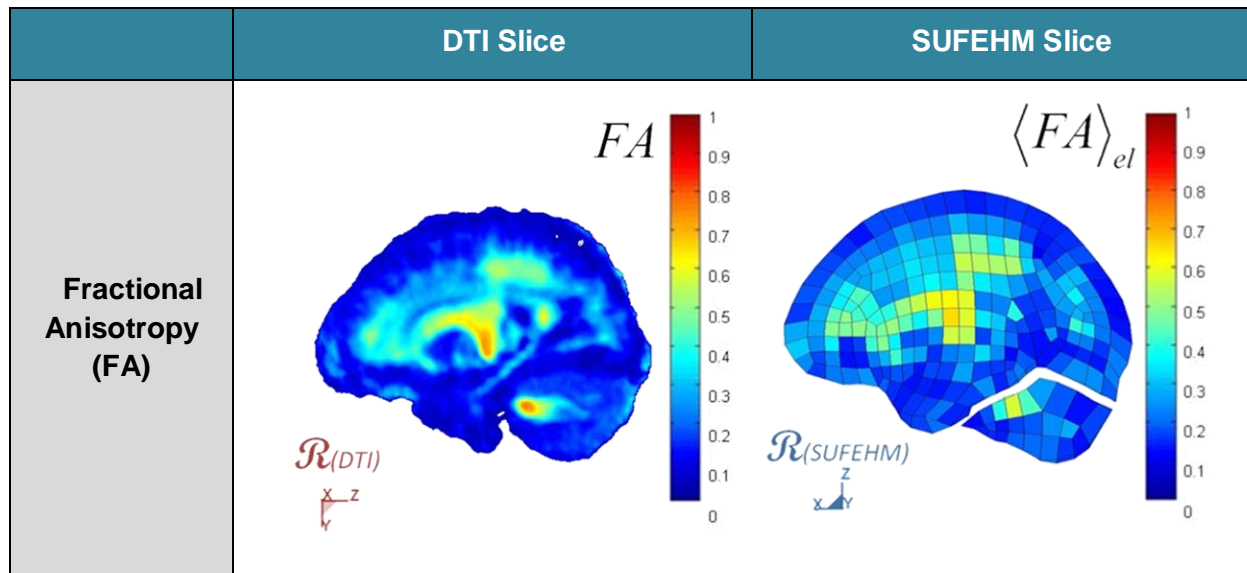 DTI Slice
SUFEHM Slice
Fractional
Anisotropy
(FA)
FA
1
0.9
0.8
0.7
0.6
0.5
0.4
0.3
0.2
0.1
0
ℛ(DTI)
X Z
Y
⟨FA⟩el
1
0.9
0.8
0.7
0.6
0.5
0.4
0.3
0.2
0.1
0
ℛ(SUFEHM)
Z
X Y